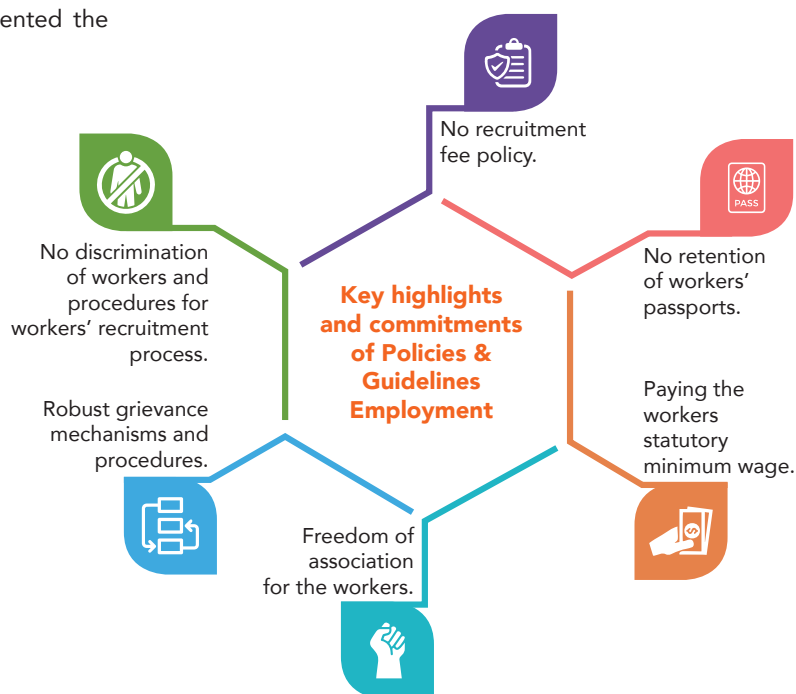 ented the
No recruitment
fee policy.
PASS
No retention
of workers’
passports.
No discrimination
of workers and
procedures for
workers’ recruitment
process.
Key highlights
and commitments
of Policies &
Guidelines
Employment
Paying the
workers
statutory
minimum wage.
Robust grievance
mechanisms and
procedures.
Freedom of
association
for the workers.